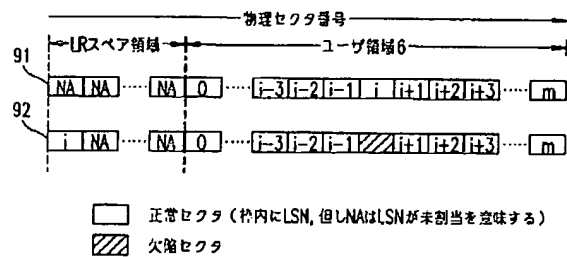 物理セクタ番号
LRスペア領域 ユーザ領域6
91
NA NA ‥‥ NA 0 ‥‥ i-3 i-2 i-1 i i+1 i+2 i+3 ‥‥ m
92
i NA ‥‥ NA 0 ‥‥ i-3 i-2 i-1 i+1 i+2 i+3 ‥‥ m
正常セクタ(枠内にLSN,但しNAはLSNが未割当を意味する)
欠陥セクタ